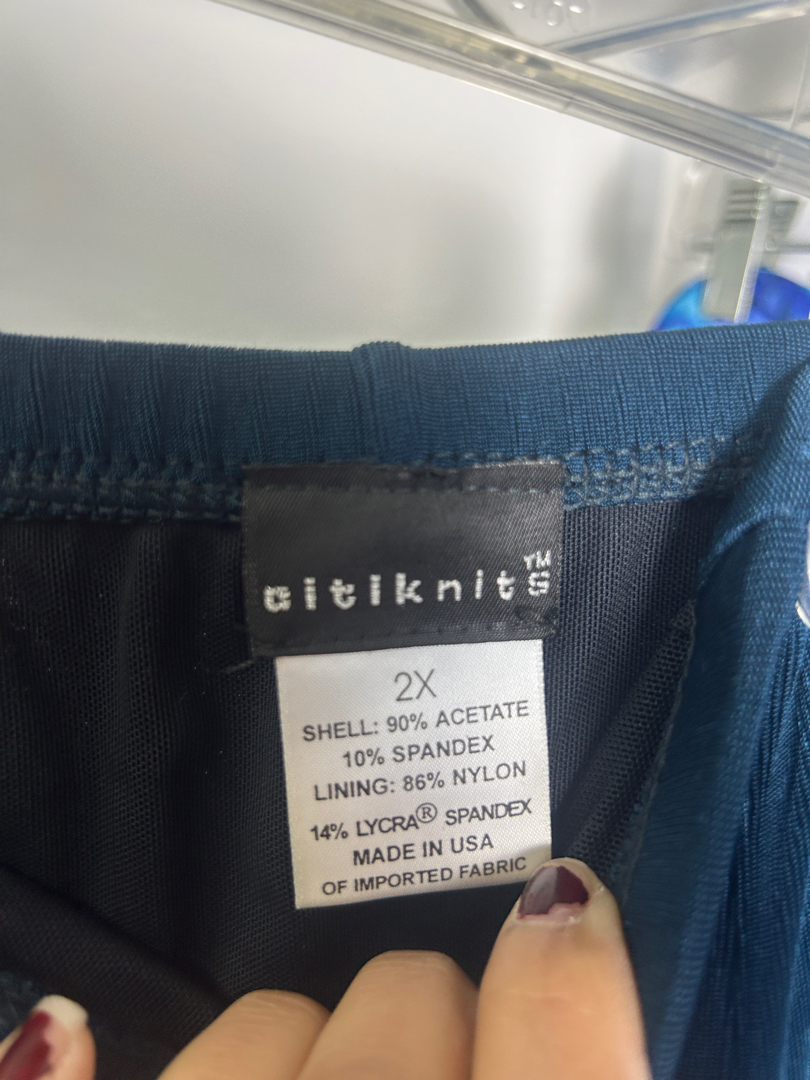 citiknits™
2X
SHELL: 90% ACETATE
10% SPANDEX
LINING: 86% NYLON
14% LYCRA® SPANDEX
MADE IN USA
OF IMPORTED FABRIC